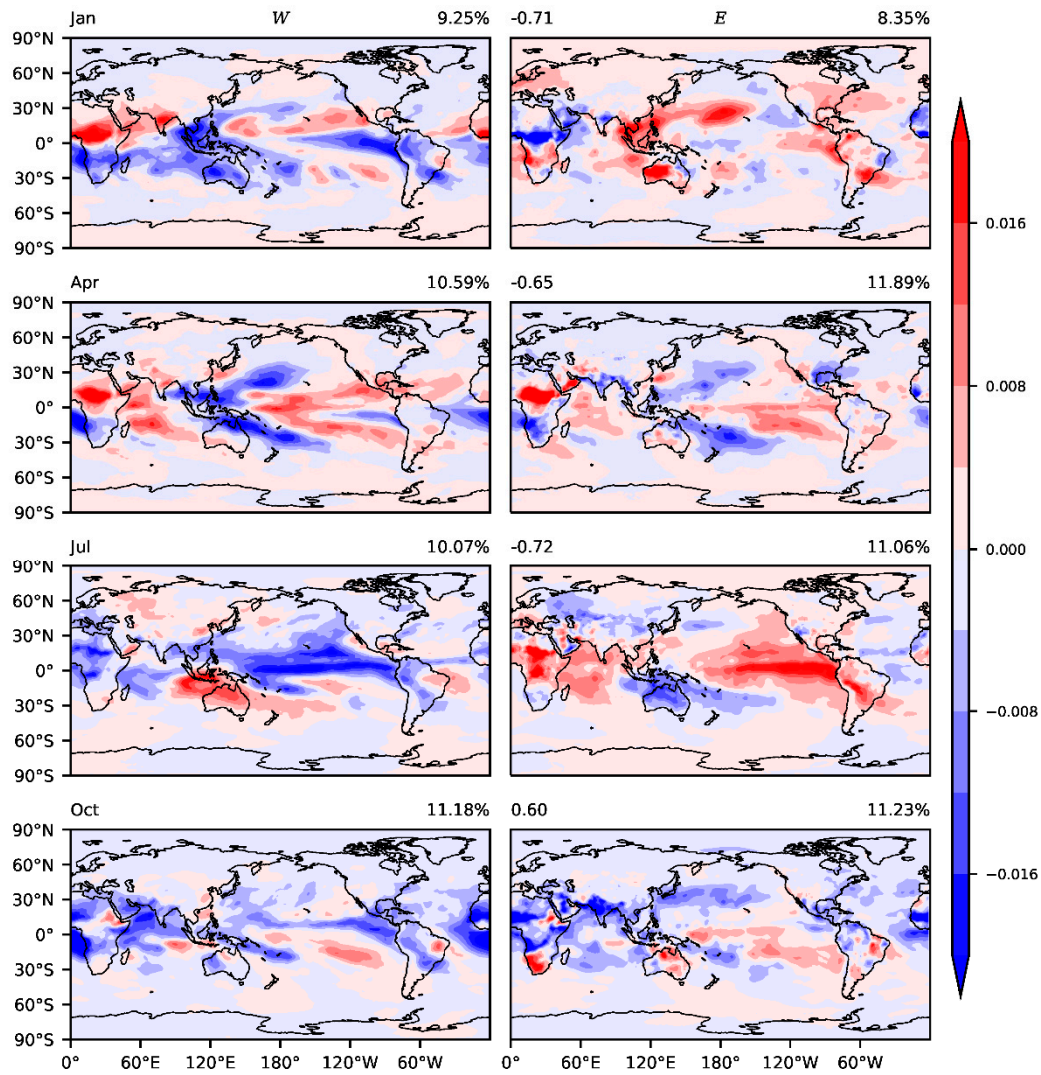 Jan W 9.25% -0.71 E 8.35%
90°N
60°N
30°N
0°
30°S
60°S
90°S
Apr 10.59% -0.65 11.89%
90°N
60°N
30°N
0°
30°S
60°S
90°S
Jul 10.07% -0.72 11.06%
90°N
60°N
30°N
0°
30°S
60°S
90°S
Oct 11.18% 0.60 11.23%
90°N
60°N
30°N
0°
30°S
60°S
90°S
0° 60°E 120°E 180° 120°W 60°W 0° 60°E 120°E 180° 120°W 60°W
0.016
0.008
0.000
−0.008
−0.016